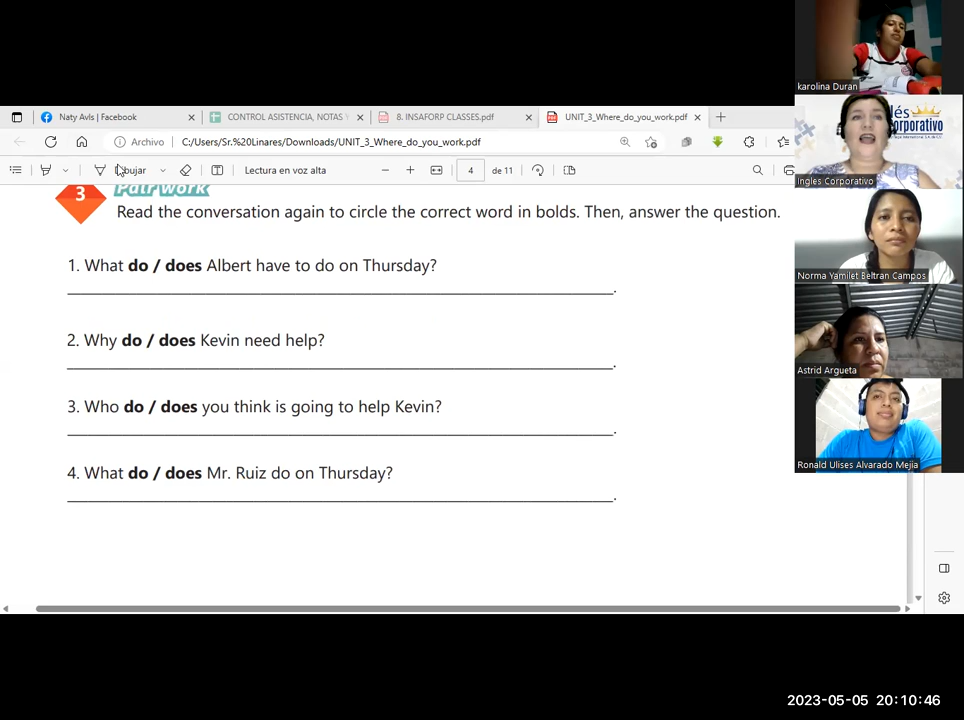 karolina Duran
Naty Avls | Facebook
CONTROL ASISTENCIA, NOTAS Y
8. INSAFORP CLASSES.pdf
UNIT_3_Where_do_you_work.pdf
lés
orporativo
Archivo
C:/Users/Sr.%20Linares/Downloads/UNIT_3_Where_do_you_work.pdf
Dibujar
Lectura en voz alta
4
de 11
Ingles Corporativo
3
Pair work
Read the conversation again to circle the correct word in bolds. Then, answer the question.
1. What do / does Albert have to do on Thursday?
.
2. Why do / does Kevin need help?
.
3. Who do / does you think is going to help Kevin?
.
4. What do / does Mr. Ruiz do on Thursday?
.
Norma Yamilet Beltran Campos
Astrid Argueta
Ronald Ulises Alvarado Mejia
2023-05-05 20:10:46